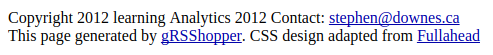 Copyright 2012 learning Analytics 2012 Contact: stephen@downes.ca
This page generated by gRSShopper. CSS design adapted from Fullahead